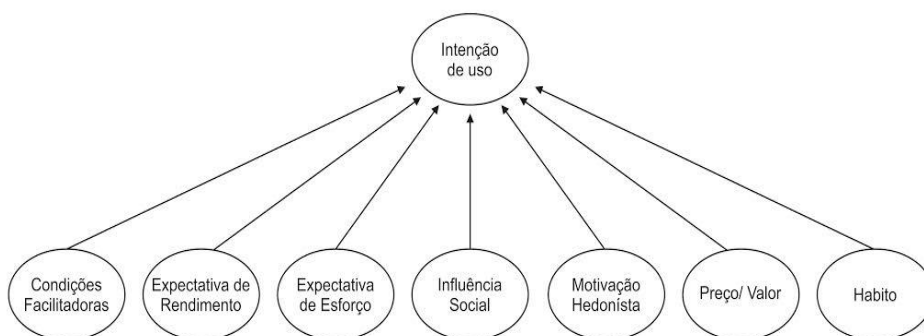 Intenção
de uso
Condições
Facilitadoras
Expectativa de
Rendimento
Expectativa
de Esforço
Influência
Social
Motivação
Hedonísta
Preço/ Valor
Habito